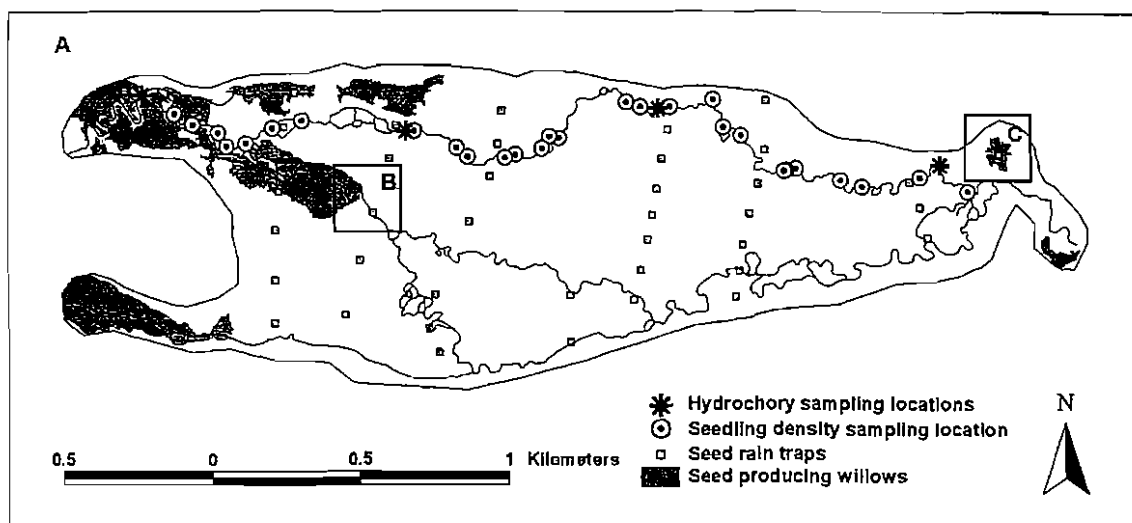 A
B
C
Hydrochory sampling locations
Seedling density sampling location
Seed rain traps
Seed producing willows
N
0.5 0 0.5 1 Kilometers